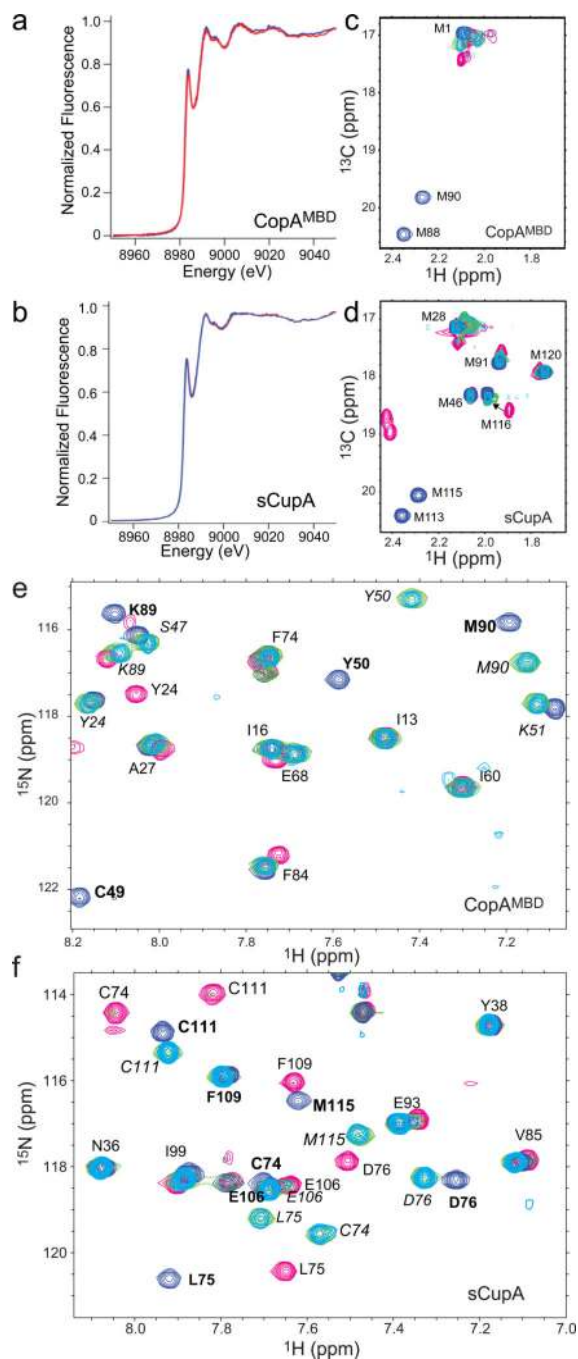 a
Normalized Fluorescence
1.0
0.8
0.6
0.4
0.2
0
CopA^MBD
8960 8980 9000 9020 9040
Energy (eV)
b
Normalized Fluorescence
1.0
0.8
0.6
0.4
0.2
0
sCupA
8960 8980 9000 9020 9040
Energy (eV)
c
13C (ppm)
17
18
19
20
M1
M90
M88
CopA^MBD
2.4 2.2 2.0 1.8
1H (ppm)
d
13C (ppm)
17
18
19
20
M28
M91
M120
M46
M116
M115
M113
sCupA
2.4 2.2 2.0 1.8
1H (ppm)
e
15N (ppm)
116
118
120
122
K89
S47
K89
Y24
Y24
A27
F74
Y50
Y50
M90
M90
K51
I16
E68
I13
I60
F84
C49
CopA^MBD
8.2 8.0 7.8 7.6 7.4 7.2
1H (ppm)
f
15N (ppm)
114
116
118
120
C74
C111
C111
C111
F109
F109
M115
M115
Y38
E93
N36
I99
C74
E106
E106
E106
D76
V85
D76
D76
L75
C74
L75
L75
sCupA
8.0 7.8 7.6 7.4 7.2 7.0
1H (ppm)